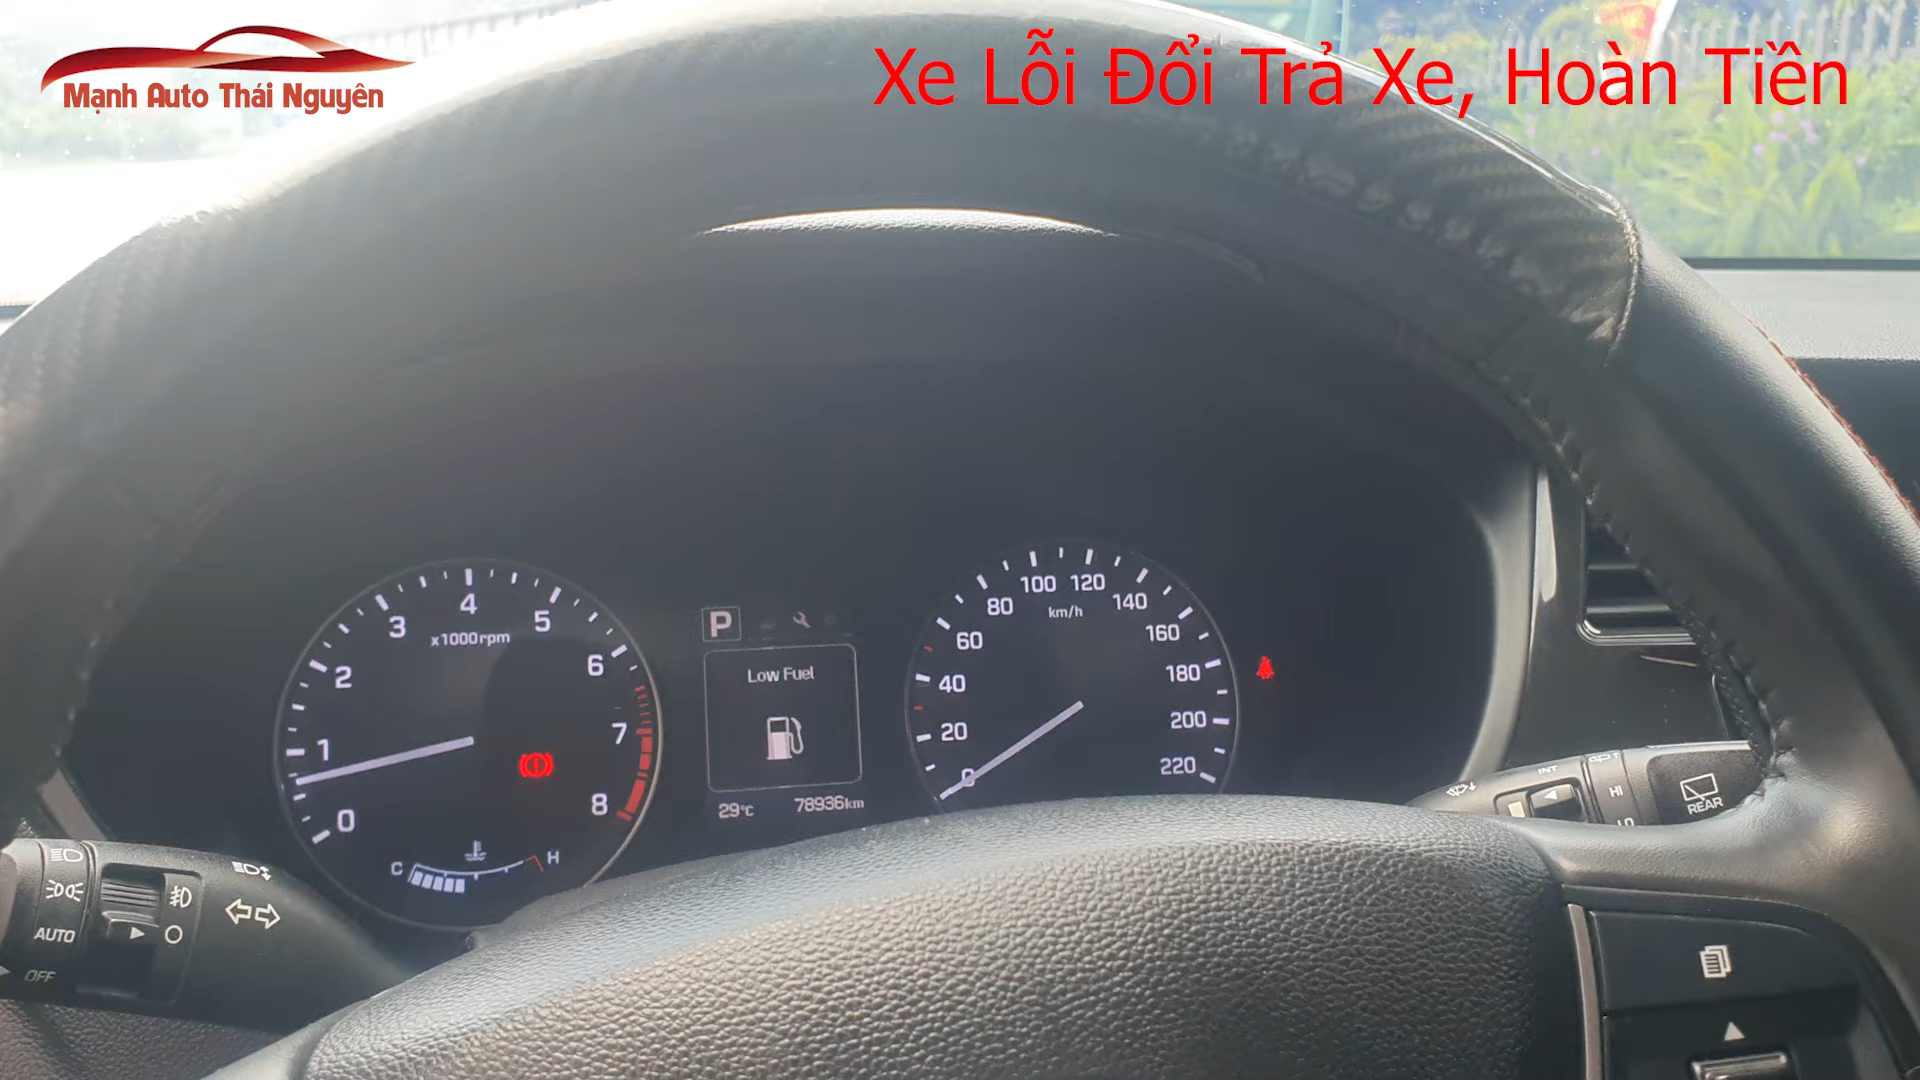 Mạnh Auto Thái Nguyên
Xe Lỗi Đổi Trả Xe, Hoàn Tiền
0 1 2 3 4 5 6 7 8
x1000rpm
C H
P
Low Fuel
29°C 78936km
0 20 40 60 80 100 120 140 160 180 200 220
km/h
AUTO
OFF
INT
HI
LO
REAR